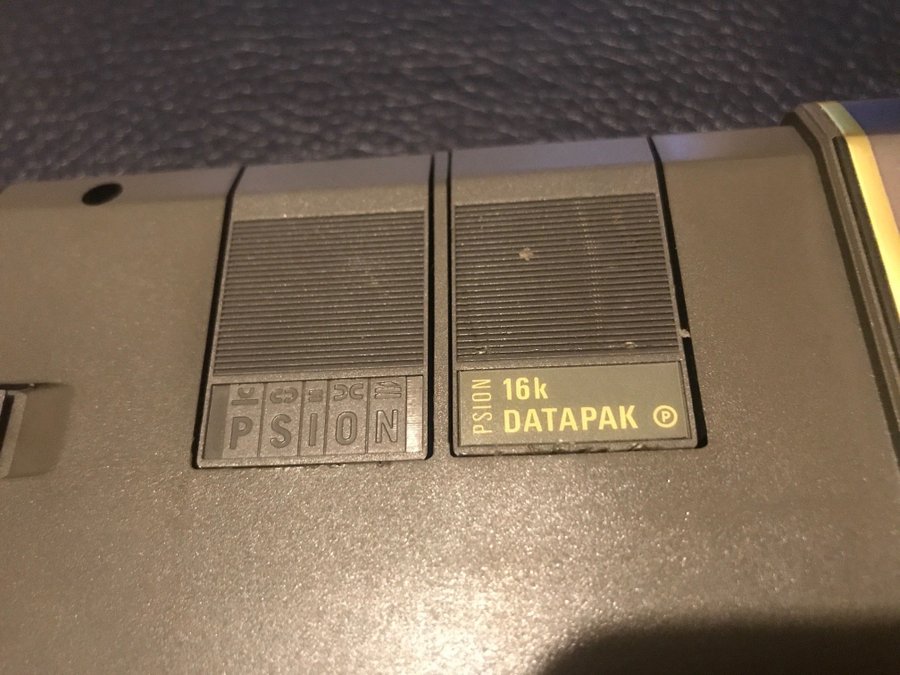 PSION
PSION
16k
DATAPAK
P